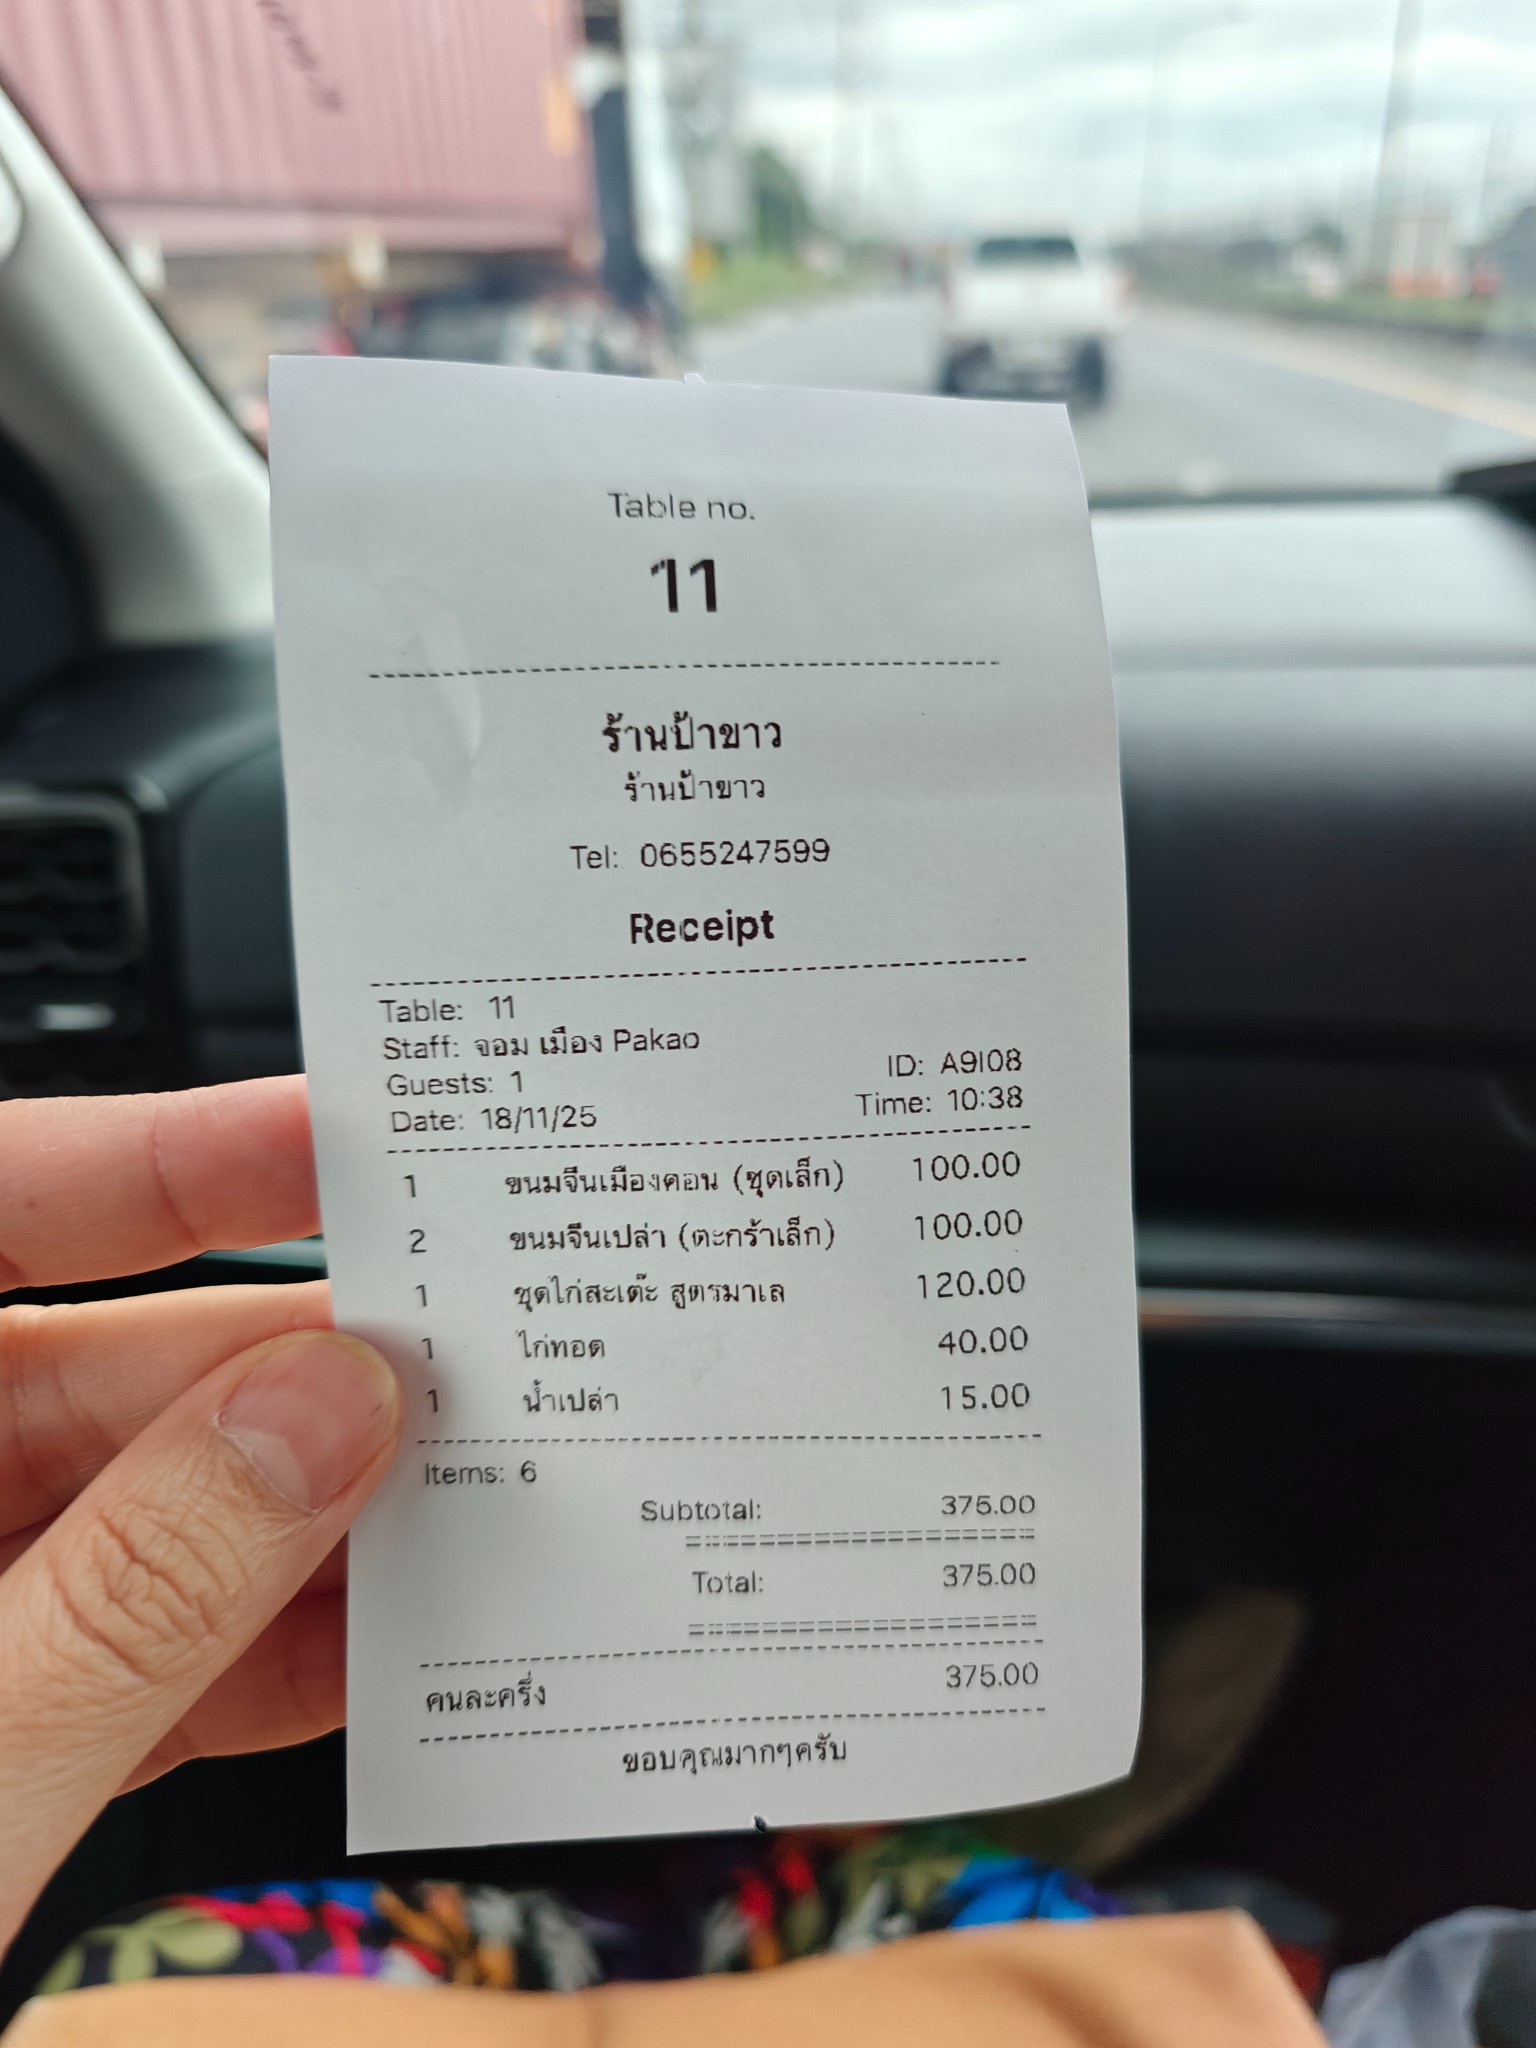 Table no.
11
ร้านป้าขาว
ร้านป้าขาว
Tel: 0655247599
Receipt
Table: 11
Staff: จอม เมือง Pakao
Guests: 1 ID: A9I08
Date: 18/11/25 Time: 10:38
1 ขนมจีนเมืองคอน (ชุดเล็ก) 100.00
2 ขนมจีนเปล่า (ตะกร้าเล็ก) 100.00
1 ชุดไก่สะเต๊ะ สูตรมาเล 120.00
1 ไก่ทอด 40.00
1 น้ำเปล่า 15.00
Items: 6
Subtotal: 375.00
Total: 375.00
คนละครึ่ง 375.00
ขอบคุณมากๆครับ